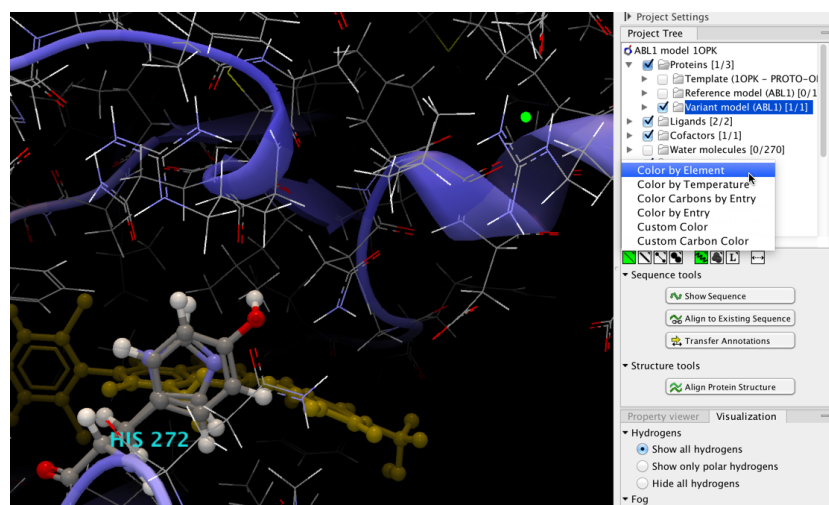 Project Settings
Project Tree
ABL1 model 1OPK
Proteins [1/3]
Template (1OPK - PROTO-O
Reference model (ABL1) [0/1
Variant model (ABL1) [1/1]
Ligands [2/2]
Cofactors [1/1]
Water molecules [0/270]
Color by Element
Color by Temperature
Color Carbons by Entry
Color by Entry
Custom Color
Custom Carbon Color
L
Sequence tools
Show Sequence
Align to Existing Sequence
Transfer Annotations
Structure tools
Align Protein Structure
Property viewer Visualization
Hydrogens
Show all hydrogens
Show only polar hydrogens
Hide all hydrogens
Fog
HIS 272